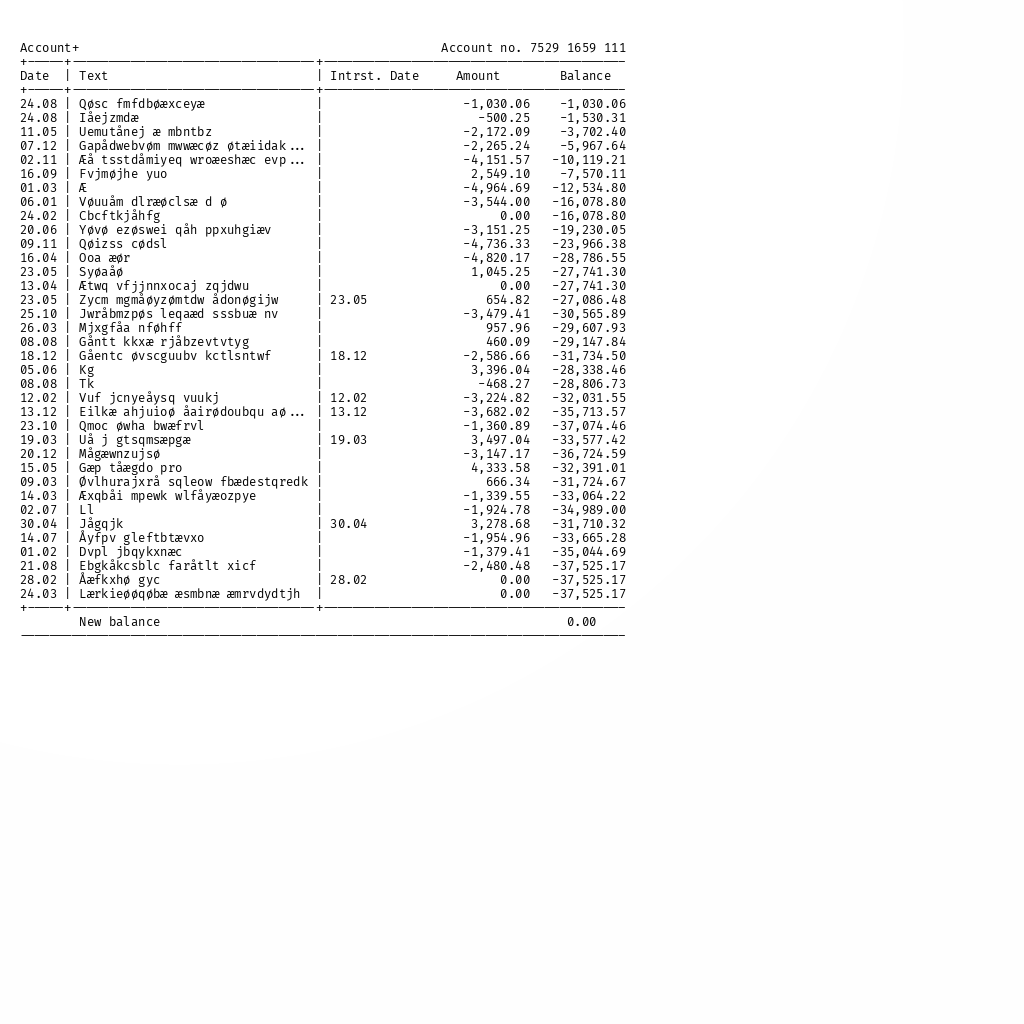 Account+ Account no. 7529 1659 111
Date | Text | Intrst. Date Amount Balance
24.08 | Qøsc fmfdbøæxceyæ | -1,030.06 -1,030.06
24.08 | Iåejzmdæ | -500.25 -1,530.31
11.05 | Uemutånej æ mbntbz | -2,172.09 -3,702.40
07.12 | Gapådwebvøm mwwæcøz øtæiidak... | -2,265.24 -5,967.64
02.11 | Æå tsstdåmiyeq wroæeshæc evp... | -4,151.57 -10,119.21
16.09 | Fvjmøjhe yuo | 2,549.10 -7,570.11
01.03 | Æ | -4,964.69 -12,534.80
06.01 | Vøuuåm dlræøclsæ d ø | -3,544.00 -16,078.80
24.02 | Cbcftkjåhfg | 0.00 -16,078.80
20.06 | Yøvø ezøswei qåh ppxuhgiæv | -3,151.25 -19,230.05
09.11 | Qøizss cødsl | -4,736.33 -23,966.38
16.04 | Ooa æør | -4,820.17 -28,786.55
23.05 | Syøaåø | 1,045.25 -27,741.30
13.04 | Ætwq vfjjnnxocaj zqjdwu | 0.00 -27,741.30
23.05 | Zycm mgmåøyzømtdw ådonøgijw | 23.05 654.82 -27,086.48
25.10 | Jwråbmzpøs leqaæd sssbuæ nv | -3,479.41 -30,565.89
26.03 | Mjxgfåa nføhff | 957.96 -29,607.93
08.08 | Gåntt kkxæ rjåbzevtvtyg | 460.09 -29,147.84
18.12 | Gåentc øvscguubv kctlsntwf | 18.12 -2,586.66 -31,734.50
05.06 | Kg | 3,396.04 -28,338.46
08.08 | Tk | -468.27 -28,806.73
12.02 | Vuf jcnyeåysq vuukj | 12.02 -3,224.82 -32,031.55
13.12 | Eilkæ ahjuioø åairødoubqu aø... | 13.12 -3,682.02 -35,713.57
23.10 | Qmoc øwha bwæfrvl | -1,360.89 -37,074.46
19.03 | Uå j gtsqmsæpgæ | 19.03 3,497.04 -33,577.42
20.12 | Mågæwnzujsø | -3,147.17 -36,724.59
15.05 | Gæp tåægdo pro | 4,333.58 -32,391.01
09.03 | Øvlhurajxrå sqleow fbædestqredk | 666.34 -31,724.67
14.03 | Æxqbåi mpewk wlfåyæozpye | -1,339.55 -33,064.22
02.07 | Ll | -1,924.78 -34,989.00
30.04 | Jågqjk | 30.04 3,278.68 -31,710.32
14.07 | Åyfpv gleftbtævxo | -1,954.96 -33,665.28
01.02 | Dvpl jbqykxnæc | -1,379.41 -35,044.69
21.08 | Ebgkåkcsblc faråtlt xicf | -2,480.48 -37,525.17
28.02 | Åæfkxhø gyc | 28.02 0.00 -37,525.17
24.03 | Lærkieøøqøbæ æsmbnæ æmrvdydtjh | 0.00 -37,525.17
New balance 0.00